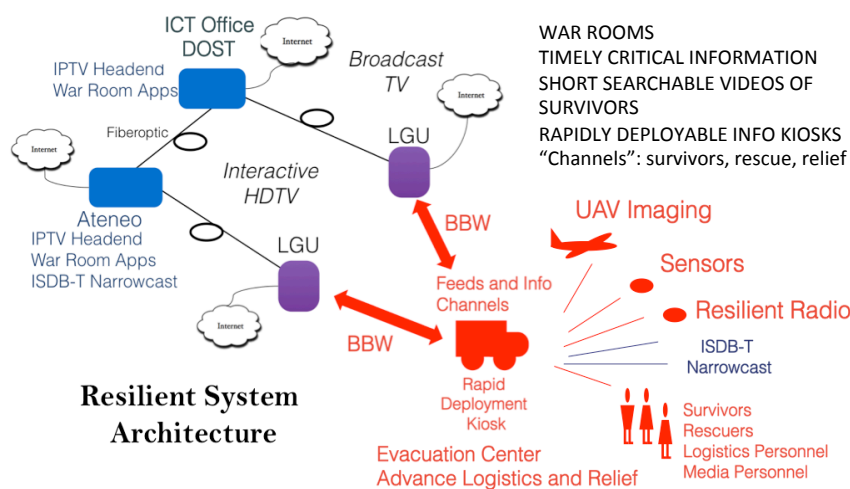 ICT Office
DOST
Internet
IPTV Headend
War Room Apps
Broadcast
TV
WAR ROOMS
TIMELY CRITICAL INFORMATION
SHORT SEARCHABLE VIDEOS OF
SURVIVORS
RAPIDLY DEPLOYABLE INFO KIOSKS
“Channels”: survivors, rescue, relief
Fiberoptic
Internet
LGU
Internet
Interactive
HDTV
Ateneo
IPTV Headend
War Room Apps
ISDB-T Narrowcast
LGU
Internet
BBW
BBW
UAV Imaging
Sensors
Resilient Radio
ISDB-T
Narrowcast
Feeds and Info
Channels
Rapid
Deployment
Kiosk
Survivors
Rescuers
Logistics Personnel
Media Personnel
Resilient System
Architecture
Evacuation Center
Advance Logistics and Relief